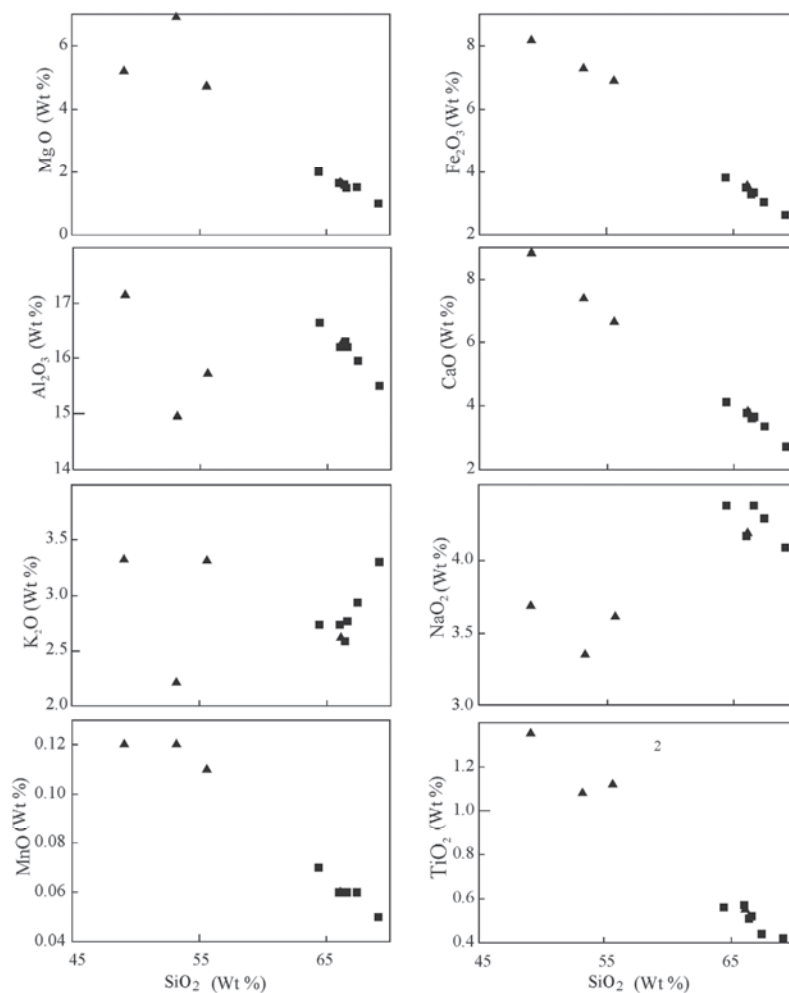 6
4
2
0
Mg O (Wt %)
8
6
4
2
Fe₂O₃ (Wt %)
17
16
15
14
Al₂O₃ (Wt %)
8
6
4
2
CaO (Wt %)
3.5
3.0
2.5
2.0
K₂O (Wt %)
4.0
3.5
3.0
NaO₂ (Wt %)
0.12
0.10
0.08
0.06
0.04
MnO (Wt %)
45 55 65
SiO₂ (Wt %)
2
1.2
1.0
0.8
0.6
0.4
TiO₂ (Wt %)
45 55 65
SiO₂ (Wt %)